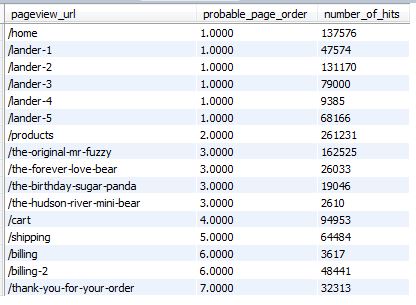 pageview_url probable_page_order number_of_hits
/home 1.0000 137576
/lander-1 1.0000 47574
/lander-2 1.0000 131170
/lander-3 1.0000 79000
/lander-4 1.0000 9385
/lander-5 1.0000 68166
/products 2.0000 261231
/the-original-mr-fuzzy 3.0000 162525
/the-forever-love-bear 3.0000 26033
/the-birthday-sugar-panda 3.0000 19046
/the-hudson-river-mini-bear 3.0000 2610
/cart 4.0000 94953
/shipping 5.0000 64484
/billing 6.0000 3617
/billing-2 6.0000 48441
/thank-you-for-your-order 7.0000 32313